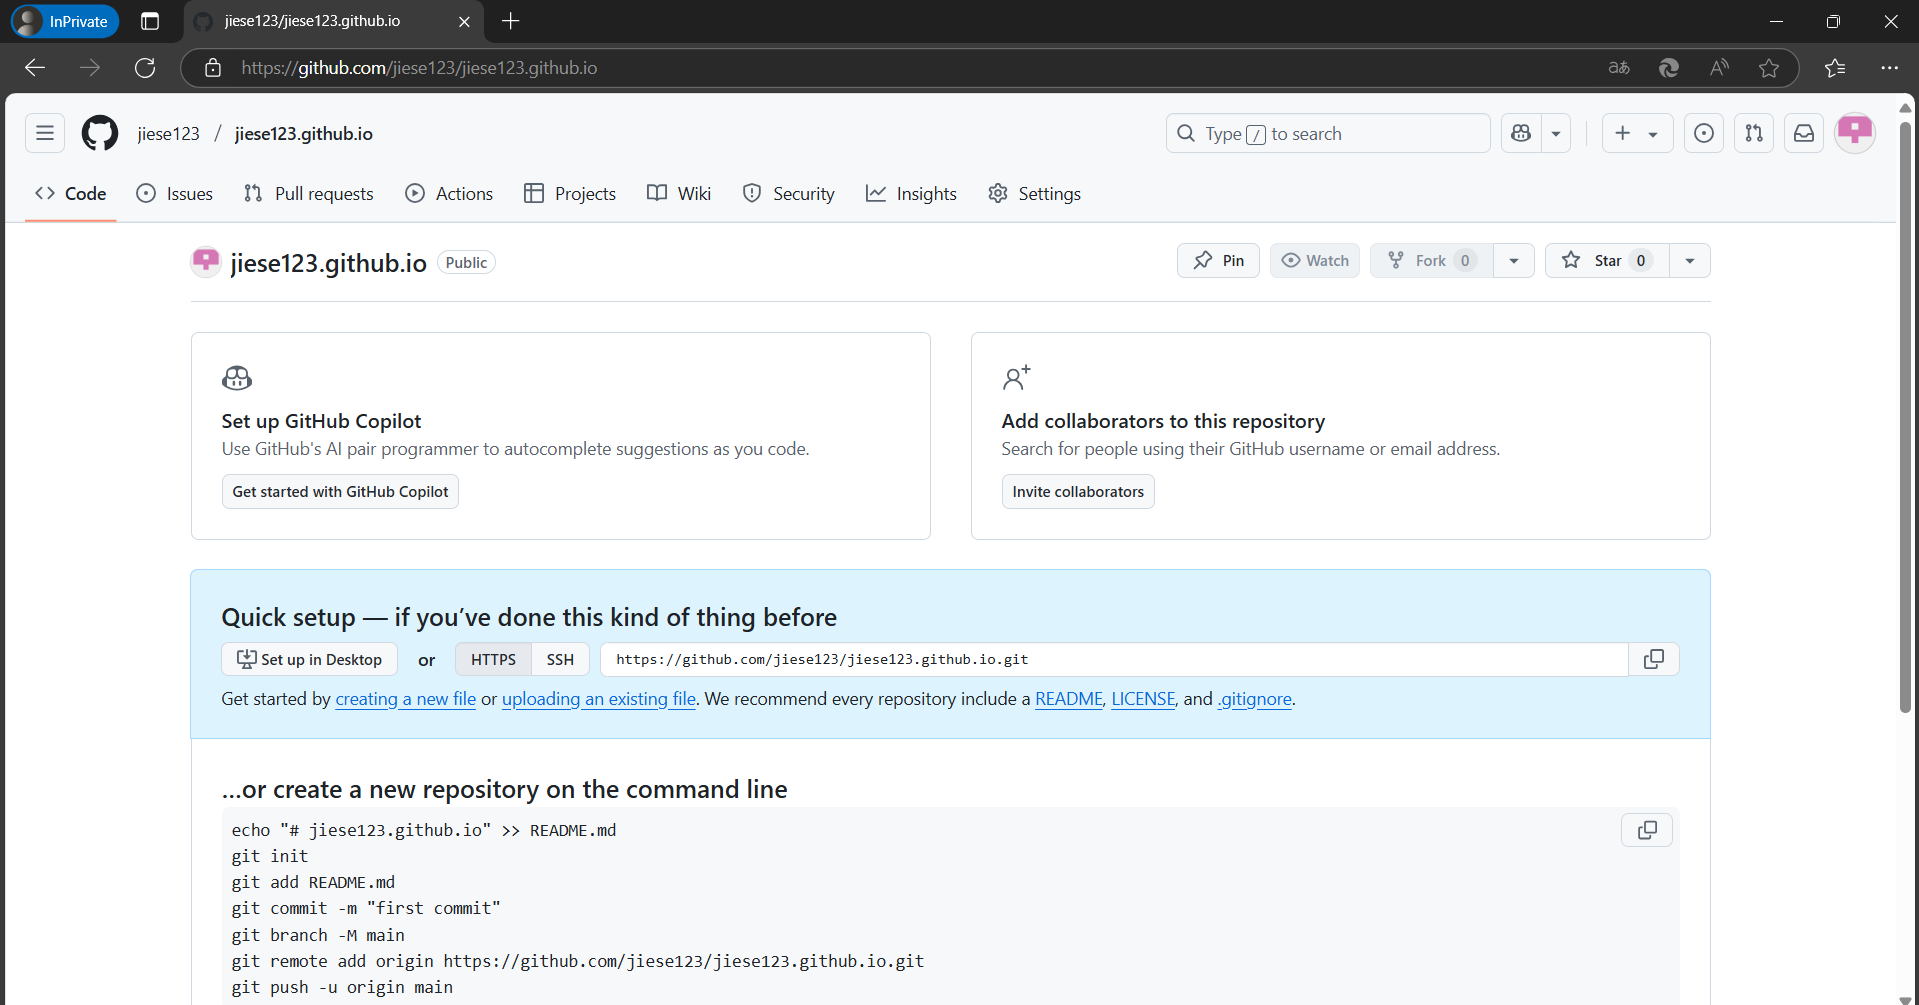 InPrivate
jiese123/jiese123.github.io
https://github.com/jiese123/jiese123.github.io
aあ
jiese123 / jiese123.github.io
Type / to search
Code Issues Pull requests Actions Projects Wiki Security Insights Settings
jiese123.github.io Public
Pin Watch Fork 0 Star 0
Set up GitHub Copilot
Use GitHub's AI pair programmer to autocomplete suggestions as you code.
Get started with GitHub Copilot
Add collaborators to this repository
Search for people using their GitHub username or email address.
Invite collaborators
Quick setup — if you’ve done this kind of thing before
Set up in Desktop or HTTPS SSH https://github.com/jiese123/jiese123.github.io.git
Get started by creating a new file or uploading an existing file. We recommend every repository include a README, LICENSE, and .gitignore.
…or create a new repository on the command line
echo "# jiese123.github.io" >> README.md
git init
git add README.md
git commit -m "first commit"
git branch -M main
git remote add origin https://github.com/jiese123/jiese123.github.io.git
git push -u origin main